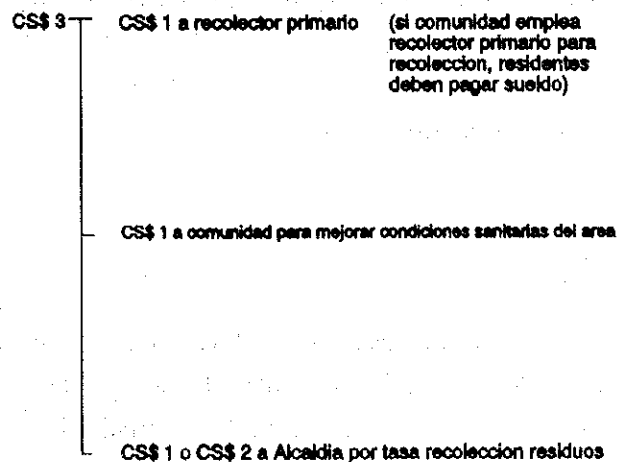 CS$ 3 CS$ 1 a recolector primario (si comunidad emplea
recolector primario para
recoleccion, residentes
deben pagar sueldo)
CS$ 1 a comunidad para mejorar condiciones sanitarias del area
CS$ 1 o CS$ 2 a Alcaldia por tasa recoleccion residuos